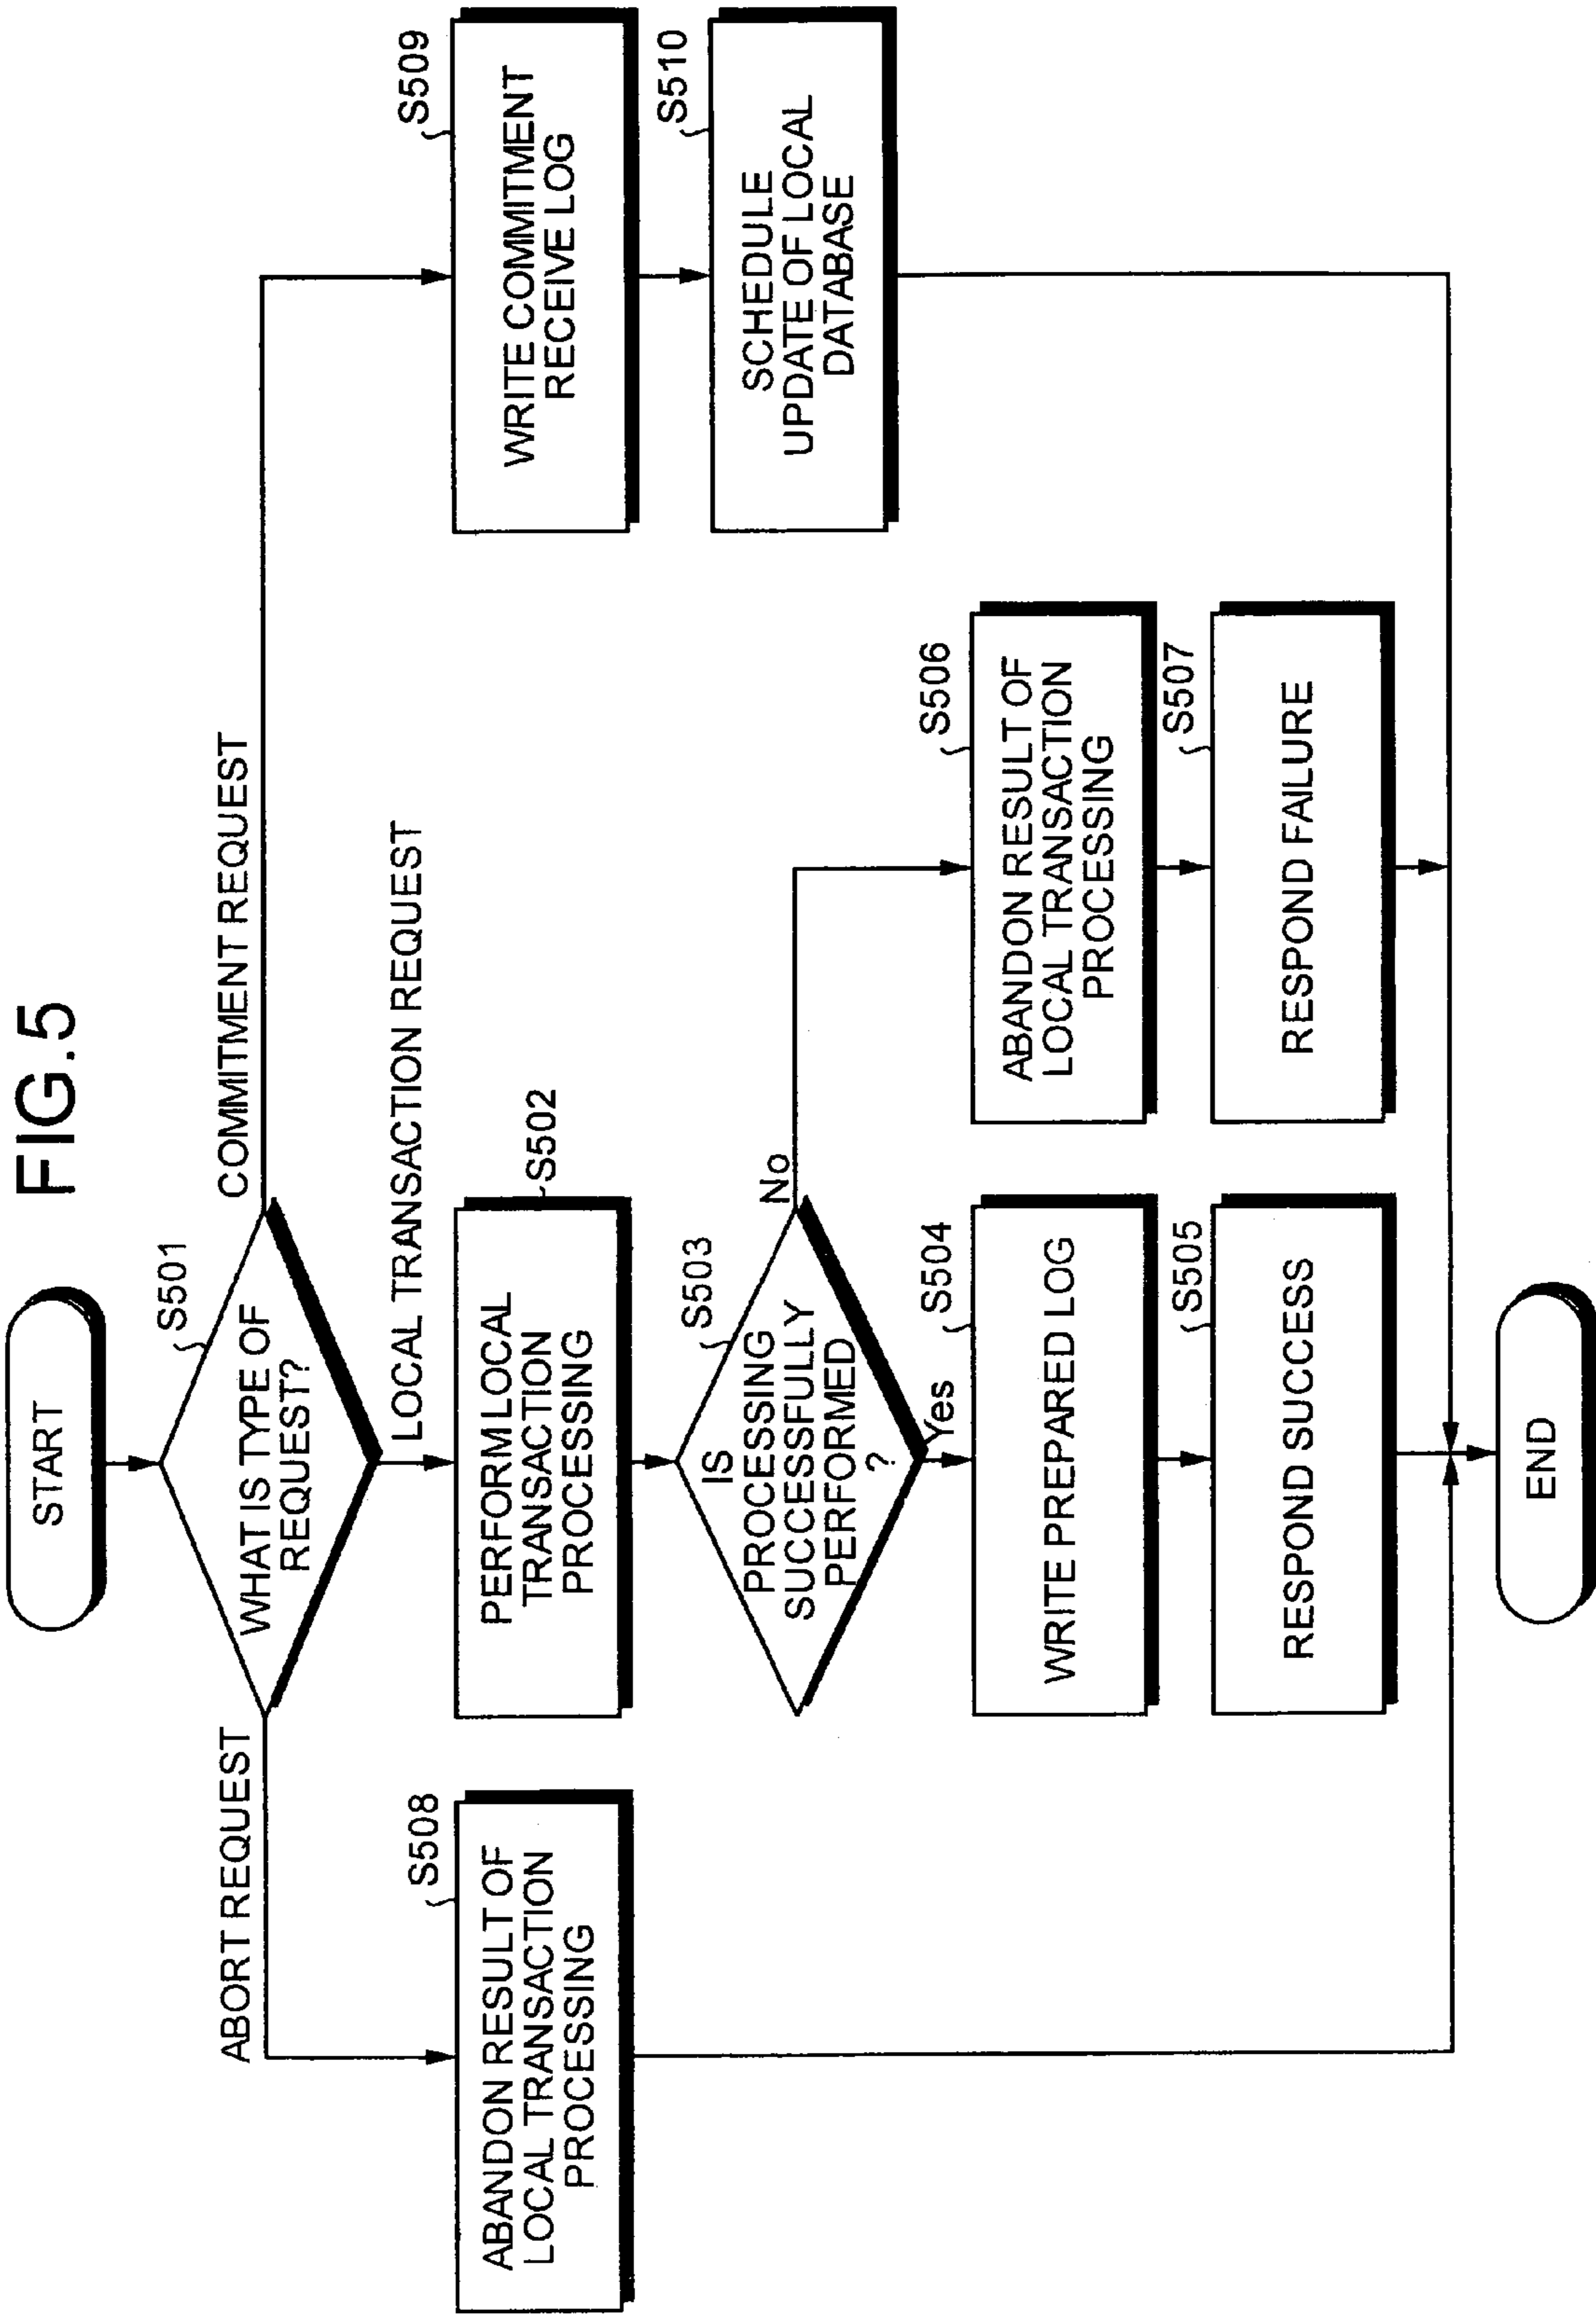 FIG.5
START
S501
WHAT IS TYPE OF
REQUEST?
ABORT REQUEST
COMMITMENT REQUEST
LOCAL TRANSACTION REQUEST
S508
ABANDON RESULT OF
LOCAL TRANSACTION
PROCESSING
S502
PERFORM LOCAL
TRANSACTION
PROCESSING
S509
WRITE COMMITMENT
RECEIVE LOG
S503
IS
PROCESSING
SUCCESSFULLY
PERFORMED
?
No
Yes
S510
SCHEDULE
UPDATE OF LOCAL
DATABASE
S504
WRITE PREPARED LOG
S506
ABANDON RESULT OF
LOCAL TRANSACTION
PROCESSING
S505
RESPOND SUCCESS
S507
RESPOND FAILURE
END